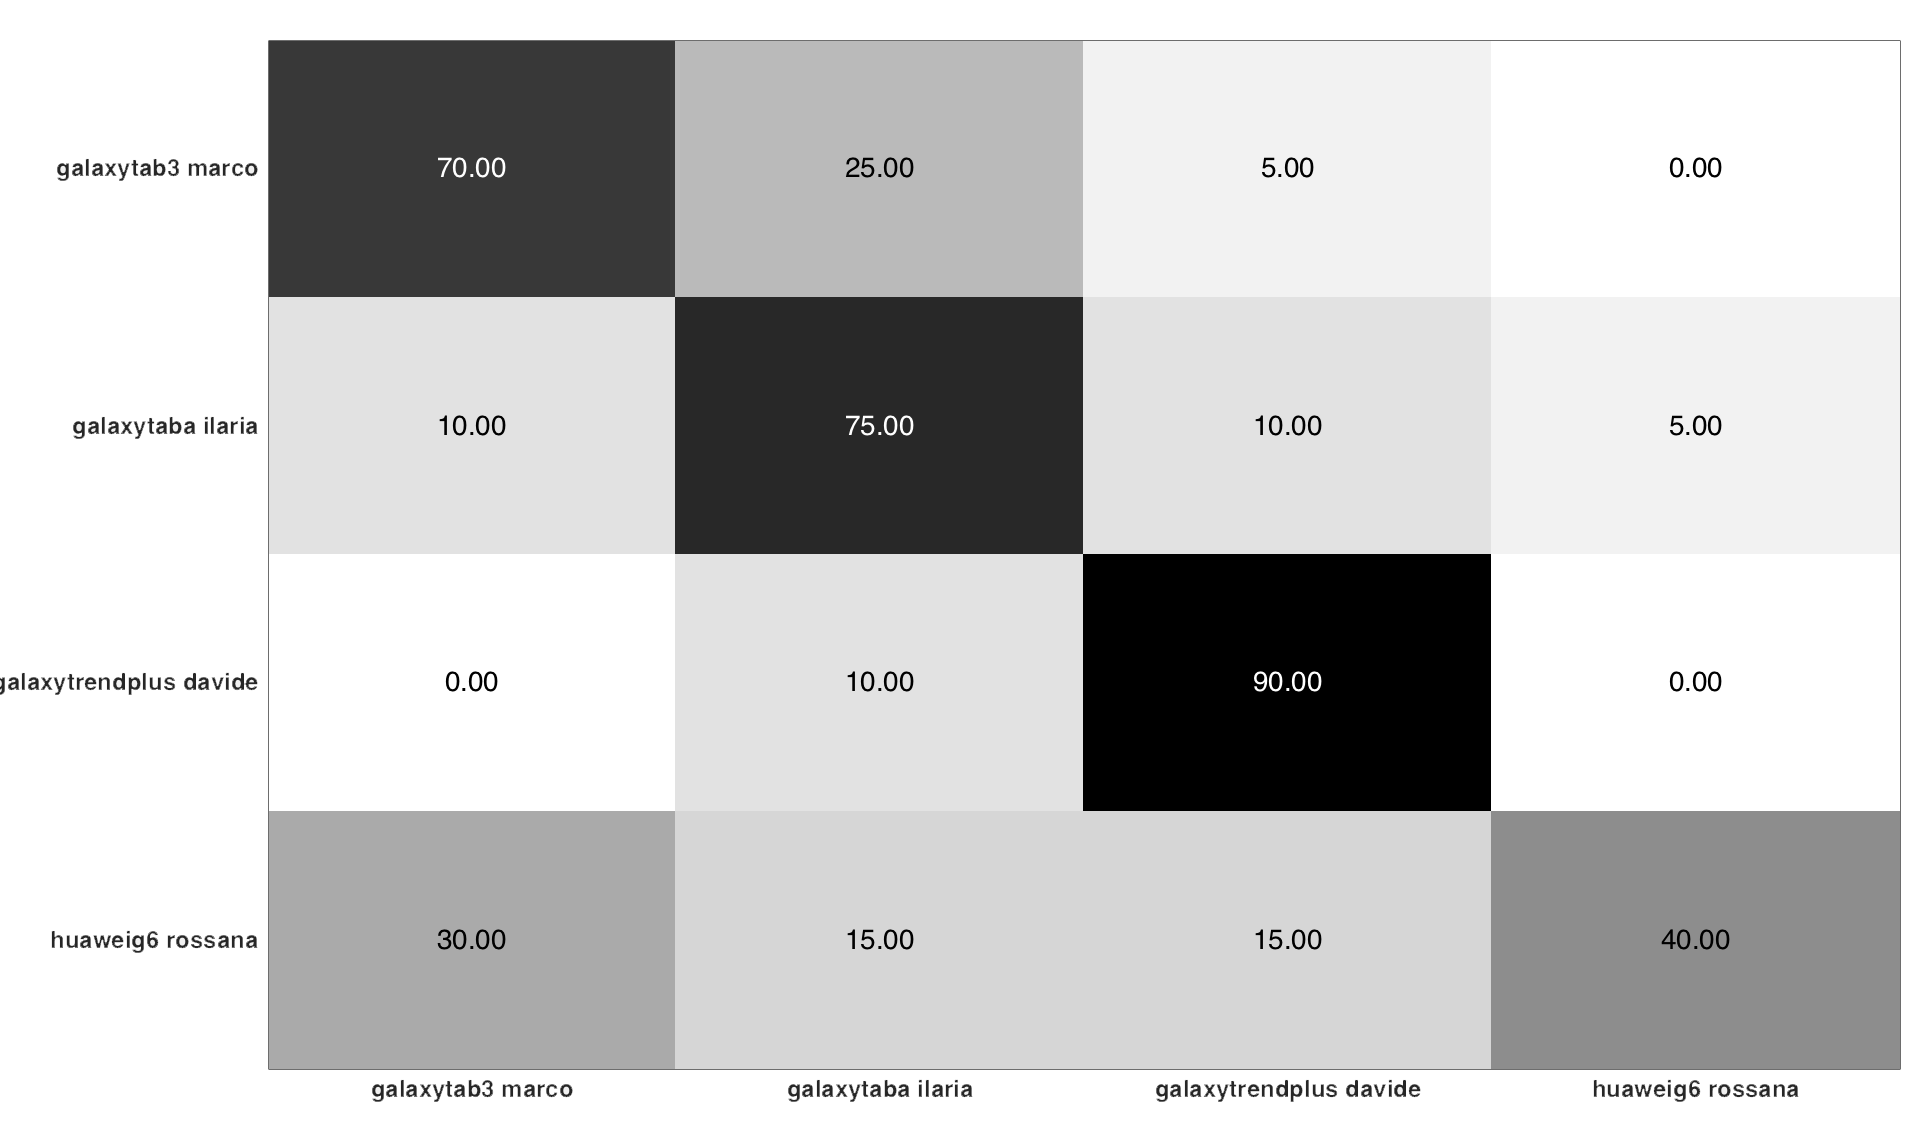 galaxytab3 marco 70.00 25.00 5.00 0.00
galaxytaba ilaria 10.00 75.00 10.00 5.00
galaxytrendplus davide 0.00 10.00 90.00 0.00
huaweig6 rossana 30.00 15.00 15.00 40.00
galaxytab3 marco galaxytaba ilaria galaxytrendplus davide huaweig6 rossana